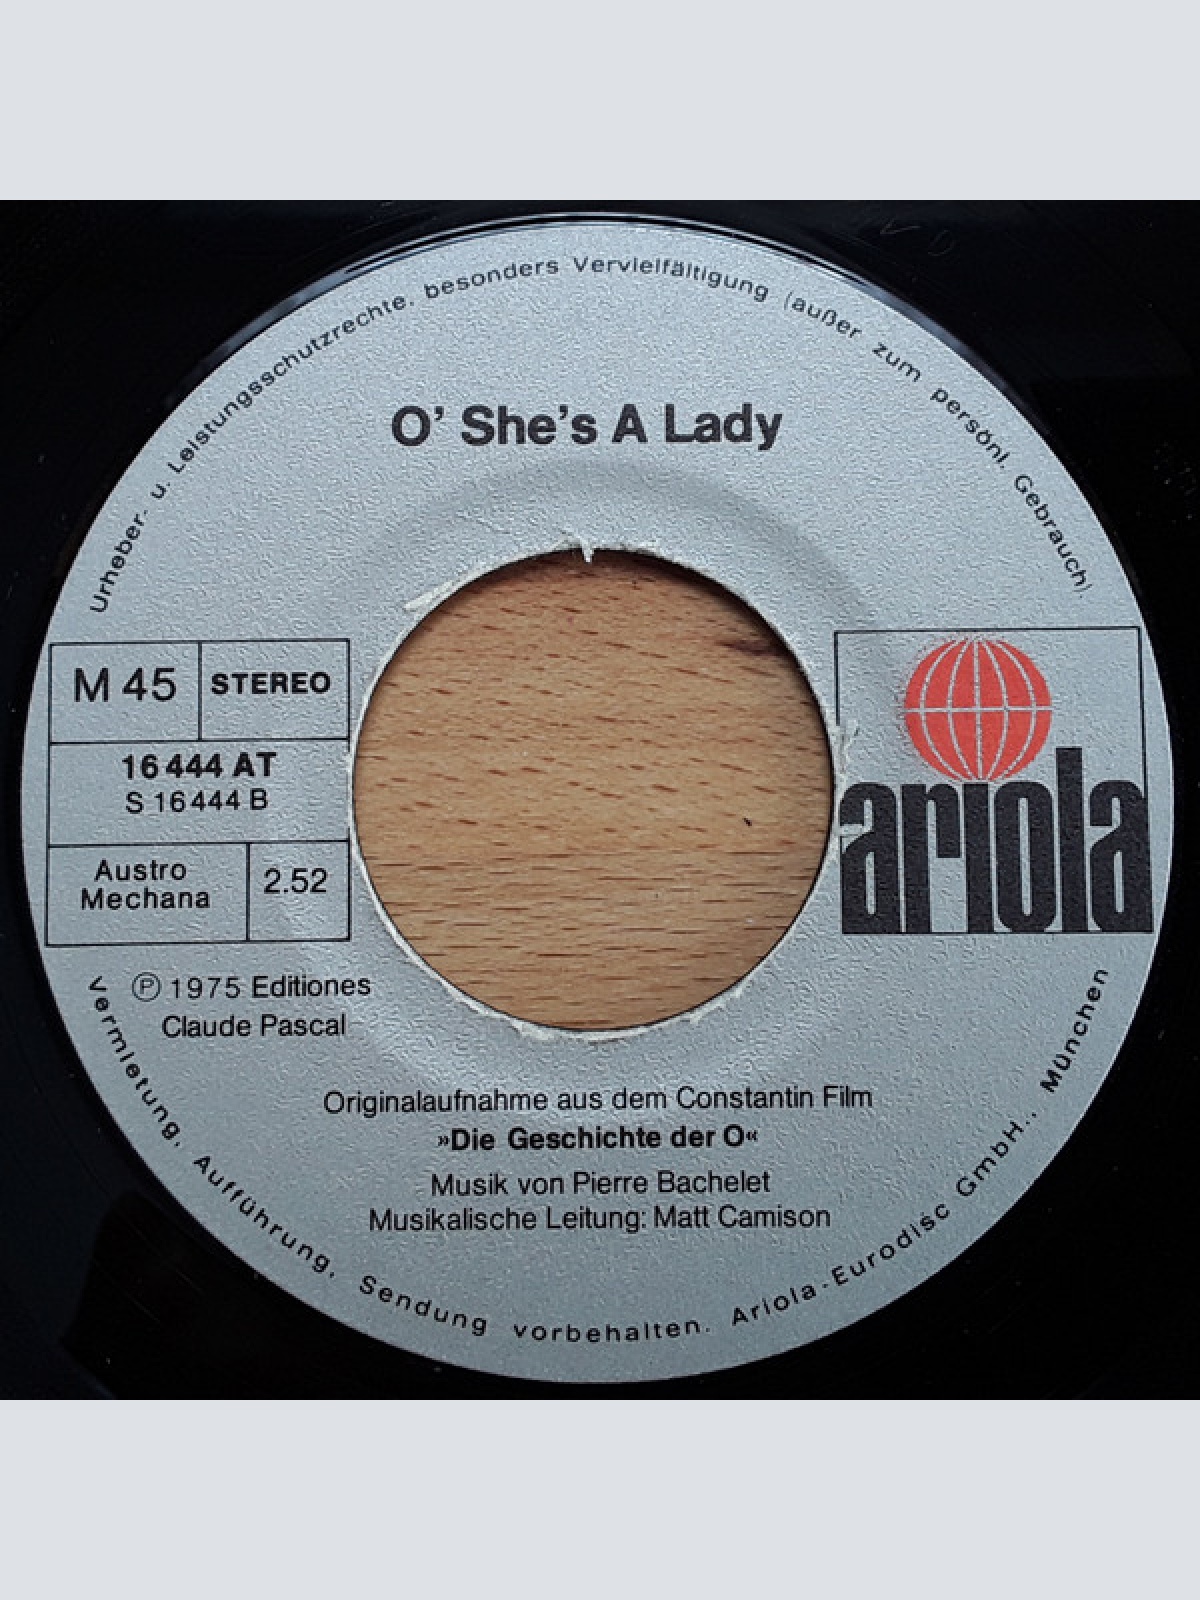 Urheber- u. Leistungsschutzrechte, besonders Vervielfältigung (außer zum persönl. Gebrauch),
O' She's A Lady
M 45
STEREO
16 444 AT
S 16 444 B
Austro
Mechana
2.52
ariola
Ⓟ 1975 Editiones
Claude Pascal
Originalaufnahme aus dem Constantin Film
»Die Geschichte der O«
Musik von Pierre Bachelet
Musikalische Leitung: Matt Camison
Vermietung, Aufführung, Sendung vorbehalten. Ariola-Eurodisc GmbH., München